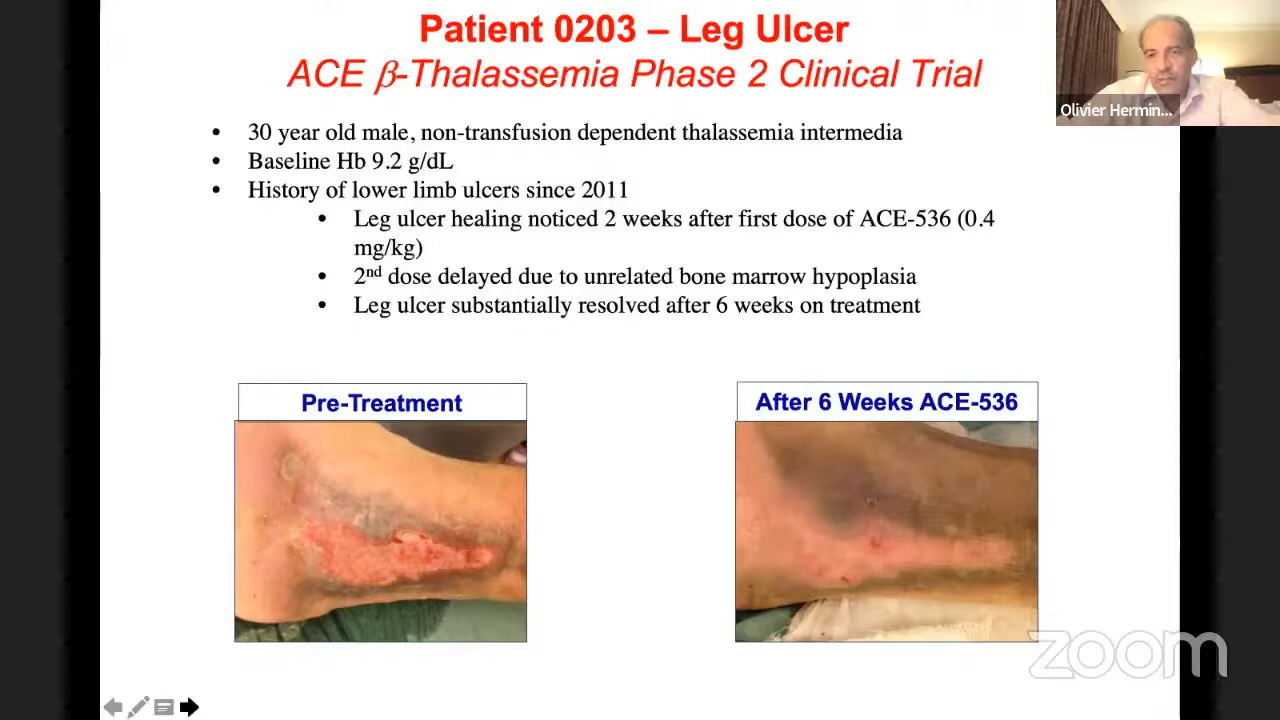 Patient 0203 – Leg Ulcer
ACE β-Thalassemia Phase 2 Clinical Trial
Olivier Hermin...
• 30 year old male, non-transfusion dependent thalassemia intermedia
• Baseline Hb 9.2 g/dL
• History of lower limb ulcers since 2011
• Leg ulcer healing noticed 2 weeks after first dose of ACE-536 (0.4
mg/kg)
• 2nd dose delayed due to unrelated bone marrow hypoplasia
• Leg ulcer substantially resolved after 6 weeks on treatment
Pre-Treatment
After 6 Weeks ACE-536
zoom